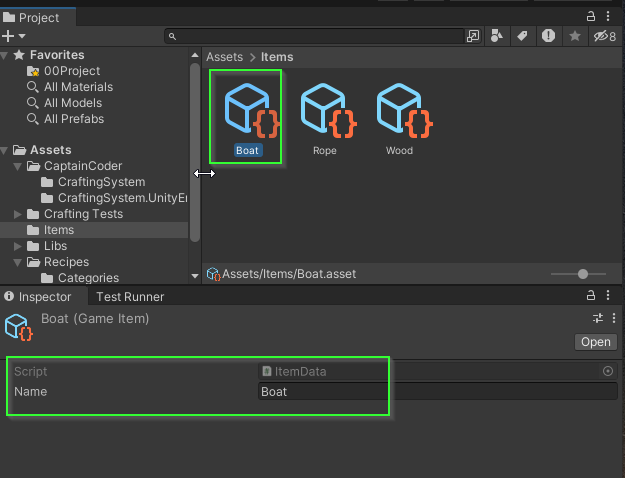 Project
8
Favorites
00Project
All Materials
All Models
All Prefabs
Assets
CaptainCoder
CraftingSystem
CraftingSystem.UnityEn
Crafting Tests
Items
Libs
Recipes
Categories
Assets > Items
Boat
Rope
Wood
Assets/Items/Boat.asset
Inspector
Test Runner
Boat (Game Item)
Open
Script
ItemData
Name
Boat